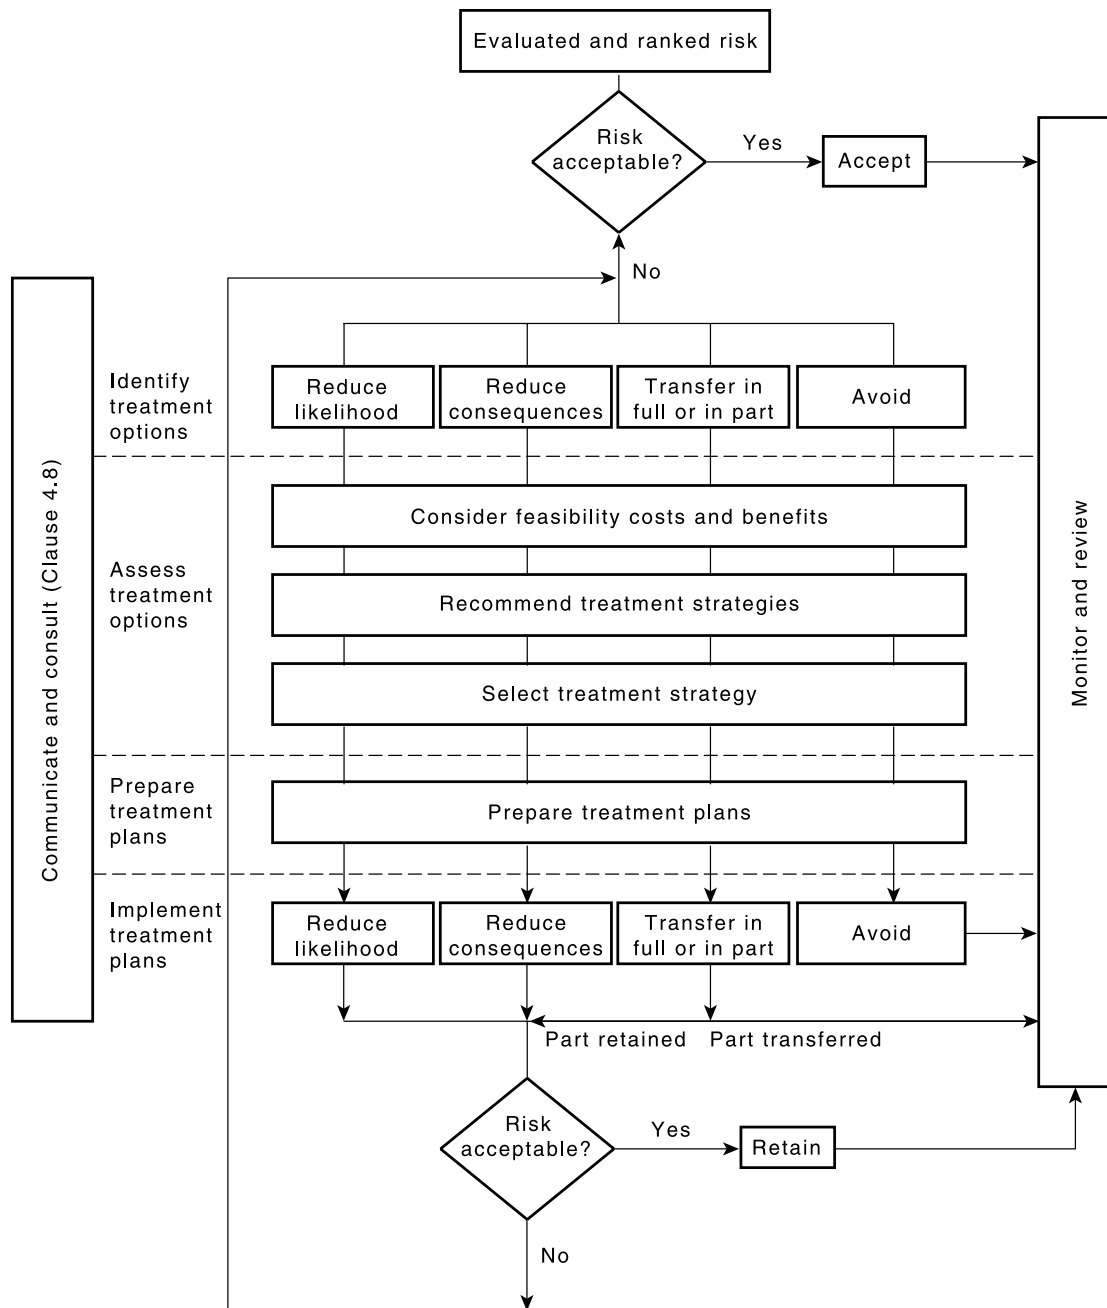 Evaluated and ranked risk
Risk
acceptable?
Yes
Accept
No
Communicate and consult (Clause 4.8)
Monitor and review
Identify
treatment
options
Reduce
likelihood
Reduce
consequences
Transfer in
full or in part
Avoid
Assess
treatment
options
Consider feasibility costs and benefits
Recommend treatment strategies
Select treatment strategy
Prepare
treatment
plans
Prepare treatment plans
Implement
treatment
plans
Reduce
likelihood
Reduce
consequences
Transfer in
full or in part
Avoid
Part retained
Part transferred
Risk
acceptable?
Yes
Retain
No